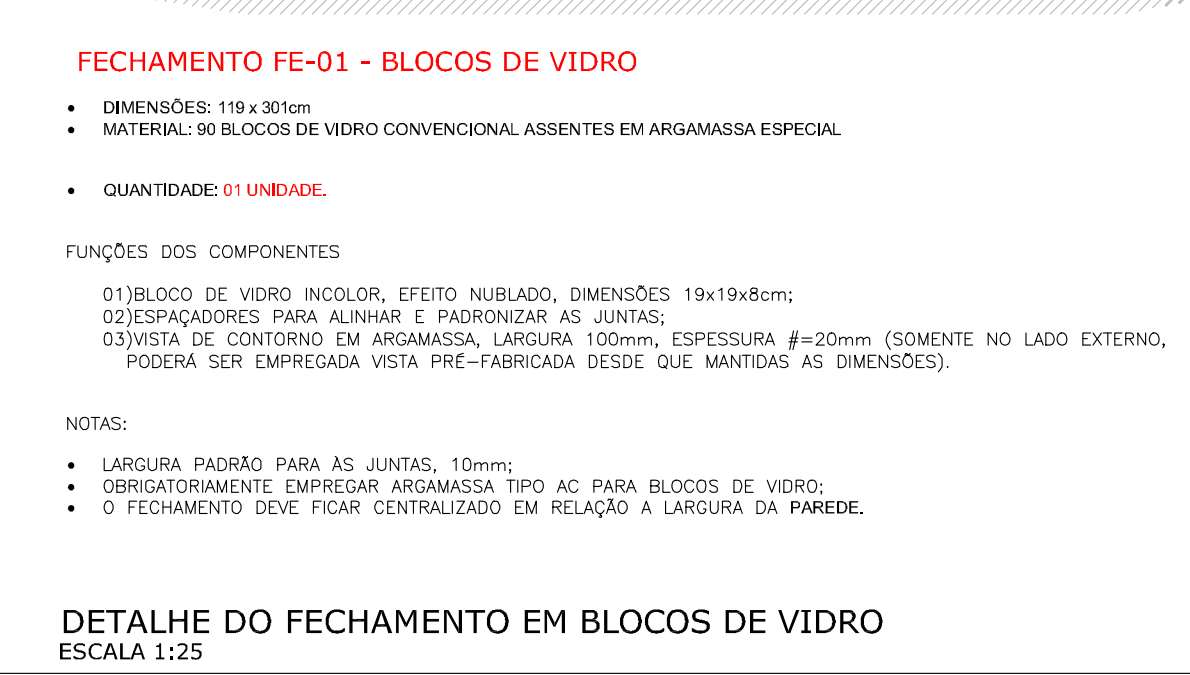 FECHAMENTO FE-01 - BLOCOS DE VIDRO
• DIMENSÕES: 119 x 301cm
• MATERIAL: 90 BLOCOS DE VIDRO CONVENCIONAL ASSENTES EM ARGAMASSA ESPECIAL
• QUANTIDADE: 01 UNIDADE.
FUNÇÕES DOS COMPONENTES
01)BLOCO DE VIDRO INCOLOR, EFEITO NUBLADO, DIMENSÕES 19x19x8cm;
02)ESPAÇADORES PARA ALINHAR E PADRONIZAR AS JUNTAS;
03)VISTA DE CONTORNO EM ARGAMASSA, LARGURA 100mm, ESPESSURA #=20mm (SOMENTE NO LADO EXTERNO,
PODERÁ SER EMPREGADA VISTA PRÉ-FABRICADA DESDE QUE MANTIDAS AS DIMENSÕES).
NOTAS:
• LARGURA PADRÃO PARA ÀS JUNTAS, 10mm;
• OBRIGATORIAMENTE EMPREGAR ARGAMASSA TIPO AC PARA BLOCOS DE VIDRO;
• O FECHAMENTO DEVE FICAR CENTRALIZADO EM RELAÇÃO A LARGURA DA PAREDE.
DETALHE DO FECHAMENTO EM BLOCOS DE VIDRO
ESCALA 1:25